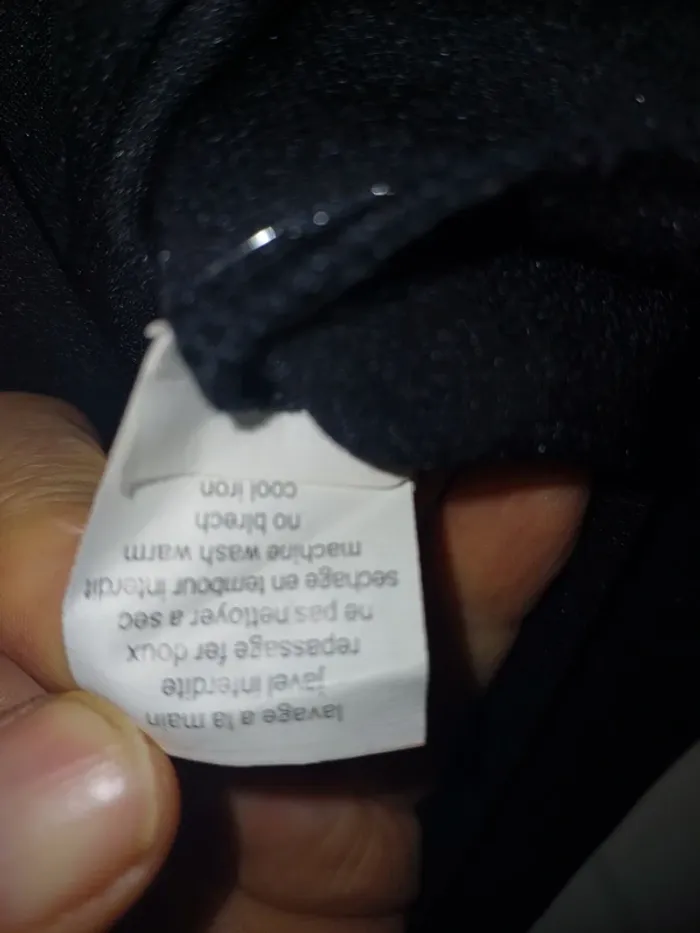 lavage a la main
javel interdite
repassage fer doux
ne pas nettoyer a sec
sechage en tembour interdit
machine wash warm
no blrech
cool iron